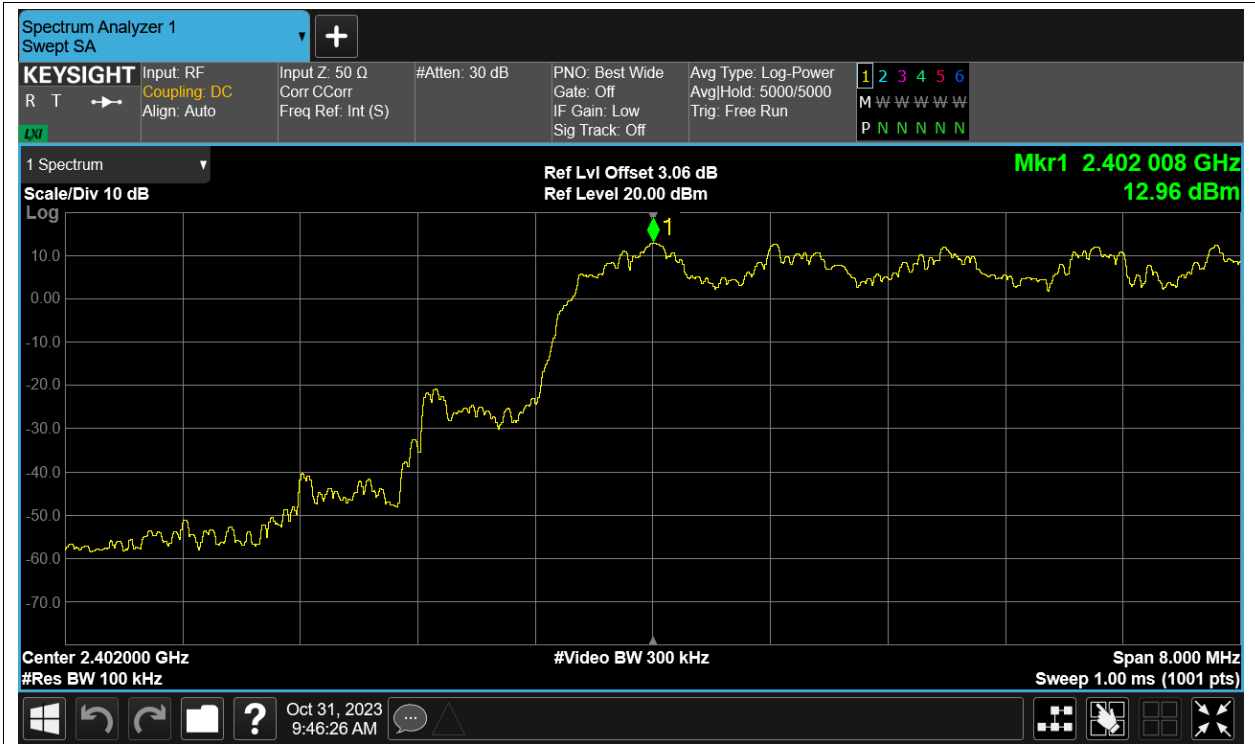 Spectrum Analyzer 1
Swept SA
KEYSIGHT
R T
LXI
Input: RF
Coupling: DC
Align: Auto
Input Z: 50 Ω
Corr CCorr
Freq Ref: Int (S)
#Atten: 30 dB
PNO: Best Wide
Gate: Off
IF Gain: Low
Sig Track: Off
Avg Type: Log-Power
Avg|Hold: 5000/5000
Trig: Free Run
1 2 3 4 5 6
M W W W W W
P N N N N N
1 Spectrum
Scale/Div 10 dB
Log
Ref Lvl Offset 3.06 dB
Ref Level 20.00 dBm
Mkr1 2.402 008 GHz
12.96 dBm
1
10.0
0.00
-10.0
-20.0
-30.0
-40.0
-50.0
-60.0
-70.0
Center 2.402000 GHz
#Video BW 300 kHz
Span 8.000 MHz
#Res BW 100 kHz
Sweep 1.00 ms (1001 pts)
?
Oct 31, 2023
9:46:26 AM